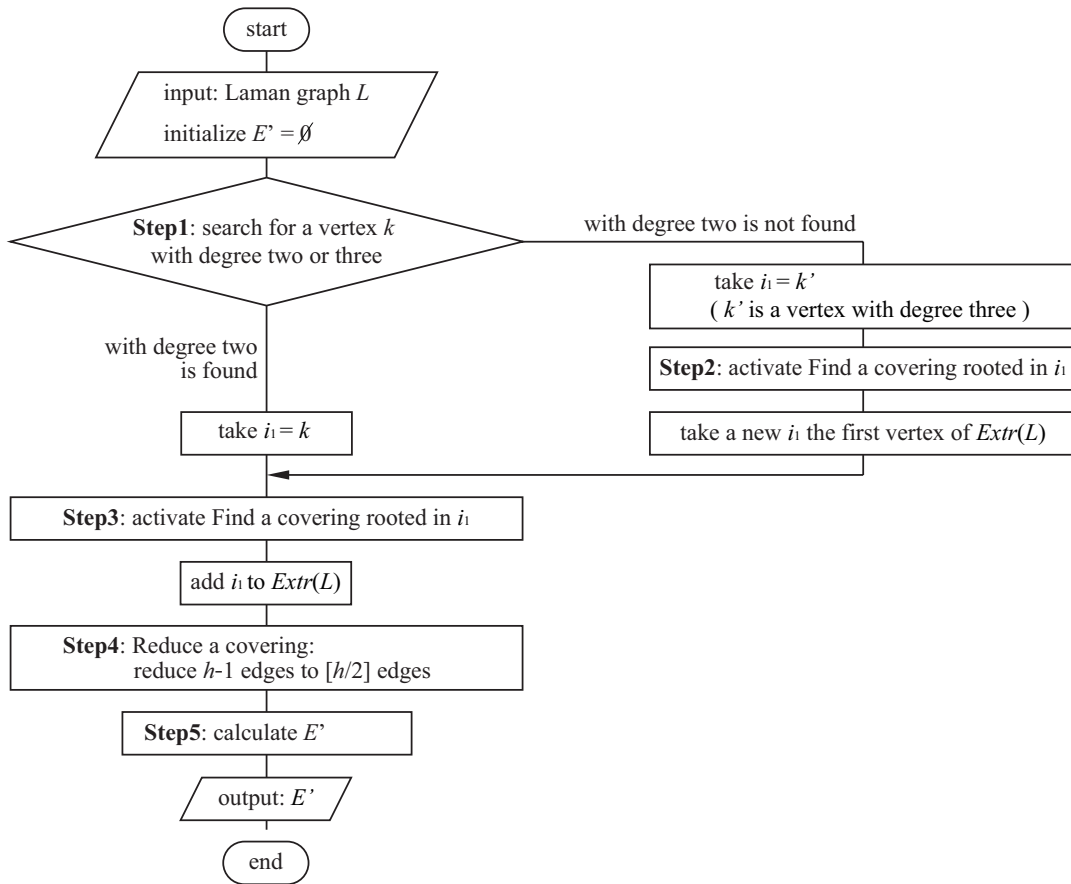 start
input: Laman graph L
initialize E’ = ∅
Step1: search for a vertex k
with degree two or three
with degree two is not found
take i₁ = k’
( k’ is a vertex with degree three )
Step2: activate Find a covering rooted in i₁
take a new i₁ the first vertex of Extr(L)
with degree two
is found
take i₁ = k
Step3: activate Find a covering rooted in i₁
add i₁ to Extr(L)
Step4: Reduce a covering:
reduce h-1 edges to [h/2] edges
Step5: calculate E’
output: E’
end